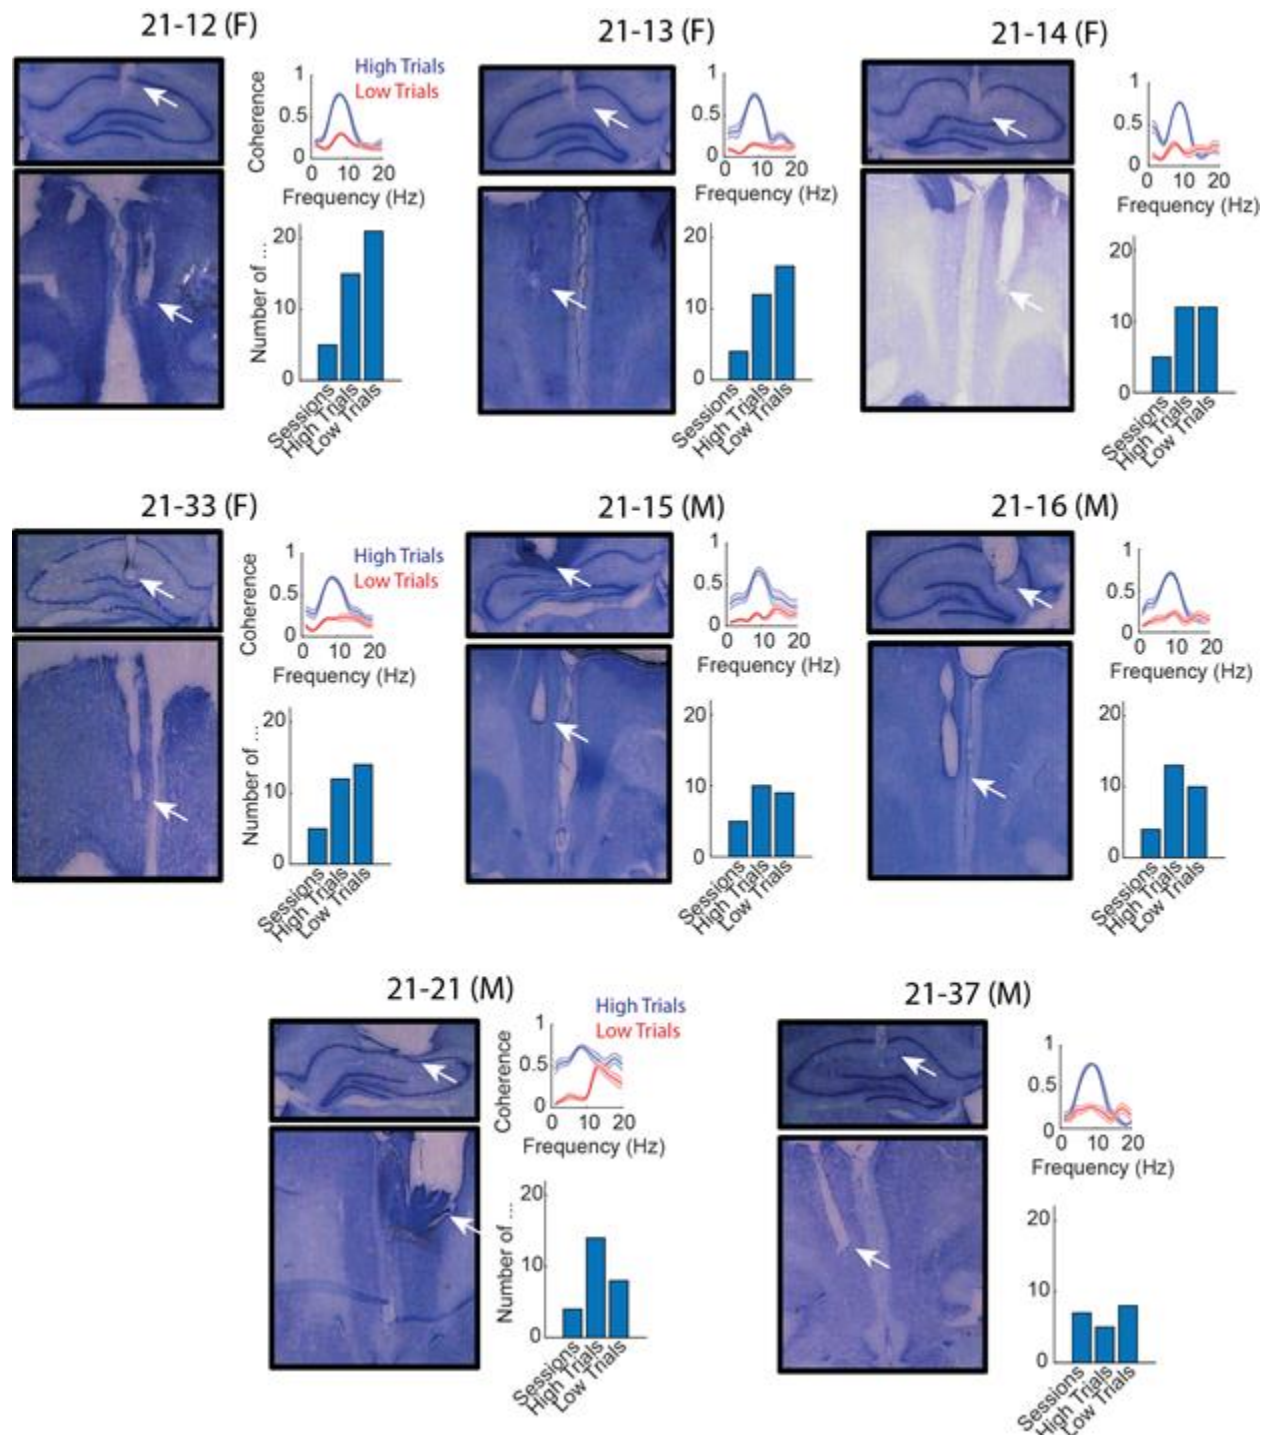 21-12 (F)
21-13 (F)
21-14 (F)
Coherence
1
0.5
0
High Trials
Low Trials
0 10 20
Frequency (Hz)
Number of ...
20
10
0
Sessions
High Trials
Low Trials
1
0.5
0
0 10 20
Frequency (Hz)
20
10
0
Sessions
High Trials
Low Trials
1
0.5
0
0 10 20
Frequency (Hz)
20
10
0
Sessions
High Trials
Low Trials
21-33 (F)
21-15 (M)
21-16 (M)
Coherence
1
0.5
0
High Trials
Low Trials
0 10 20
Frequency (Hz)
Number of ...
20
10
0
Sessions
High Trials
Low Trials
1
0.5
0
0 10 20
Frequency (Hz)
20
10
0
Sessions
High Trials
Low Trials
1
0.5
0
0 10 20
Frequency (Hz)
20
10
0
Sessions
High Trials
Low Trials
21-21 (M)
21-37 (M)
Coherence
1
0.5
0
High Trials
Low Trials
0 10 20
Frequency (Hz)
Number of ...
20
10
0
Sessions
High Trials
Low Trials
1
0.5
0
0 10 20
Frequency (Hz)
20
10
0
Sessions
High Trials
Low Trials